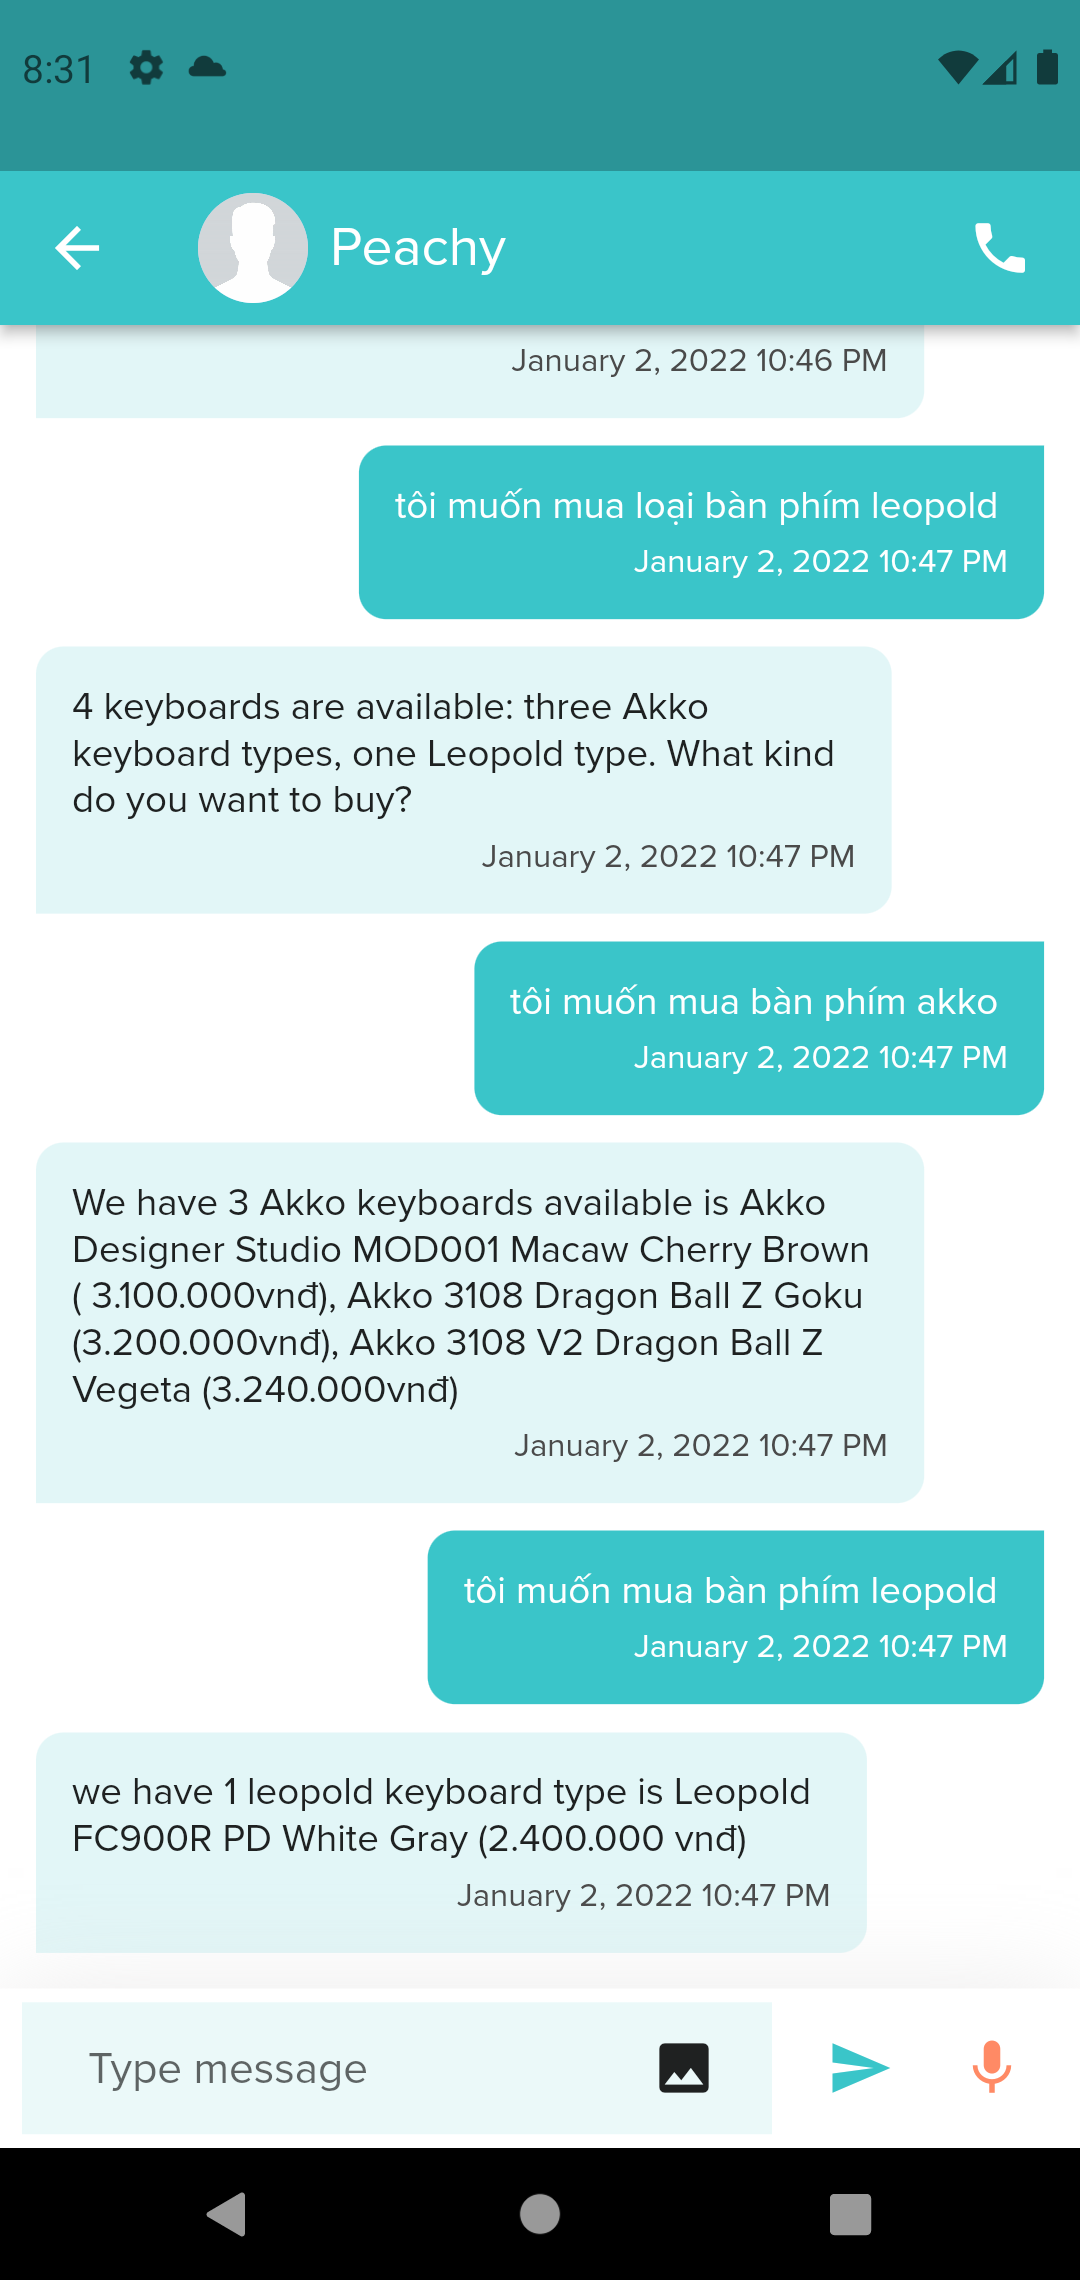 8:31
Peachy
January 2, 2022 10:46 PM
tôi muốn mua loại bàn phím leopold
January 2, 2022 10:47 PM
4 keyboards are available: three Akko
keyboard types, one Leopold type. What kind
do you want to buy?
January 2, 2022 10:47 PM
tôi muốn mua bàn phím akko
January 2, 2022 10:47 PM
We have 3 Akko keyboards available is Akko
Designer Studio MOD001 Macaw Cherry Brown
( 3.100.000vnđ), Akko 3108 Dragon Ball Z Goku
(3.200.000vnđ), Akko 3108 V2 Dragon Ball Z
Vegeta (3.240.000vnđ)
January 2, 2022 10:47 PM
tôi muốn mua bàn phím leopold
January 2, 2022 10:47 PM
we have 1 leopold keyboard type is Leopold
FC900R PD White Gray (2.400.000 vnđ)
January 2, 2022 10:47 PM
Type message